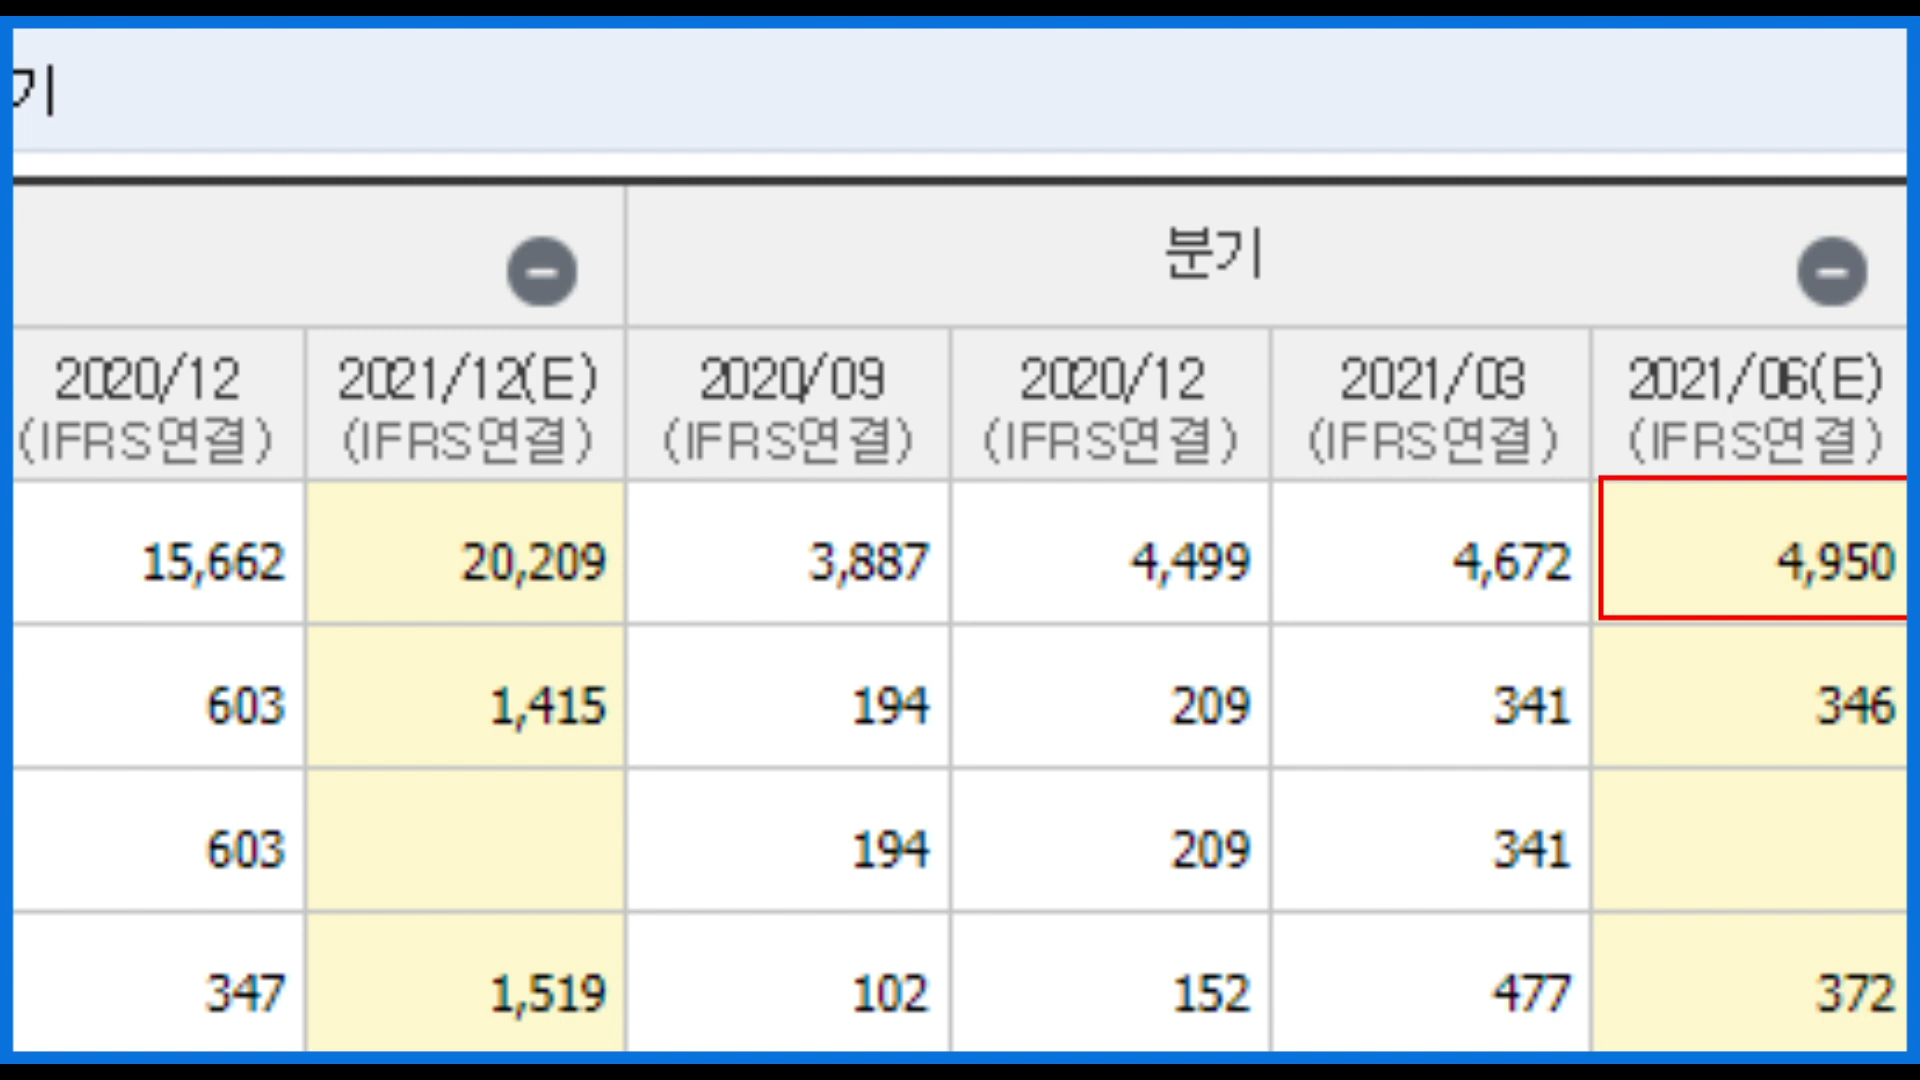 기
분기
2020/12 2021/12(E) 2020/09 2020/12 2021/03 2021/06(E)
(IFRS연결) (IFRS연결) (IFRS연결) (IFRS연결) (IFRS연결) (IFRS연결)
15,662 20,209 3,887 4,499 4,672 4,950
603 1,415 194 209 341 346
603 194 209 341
347 1,519 102 152 477 372